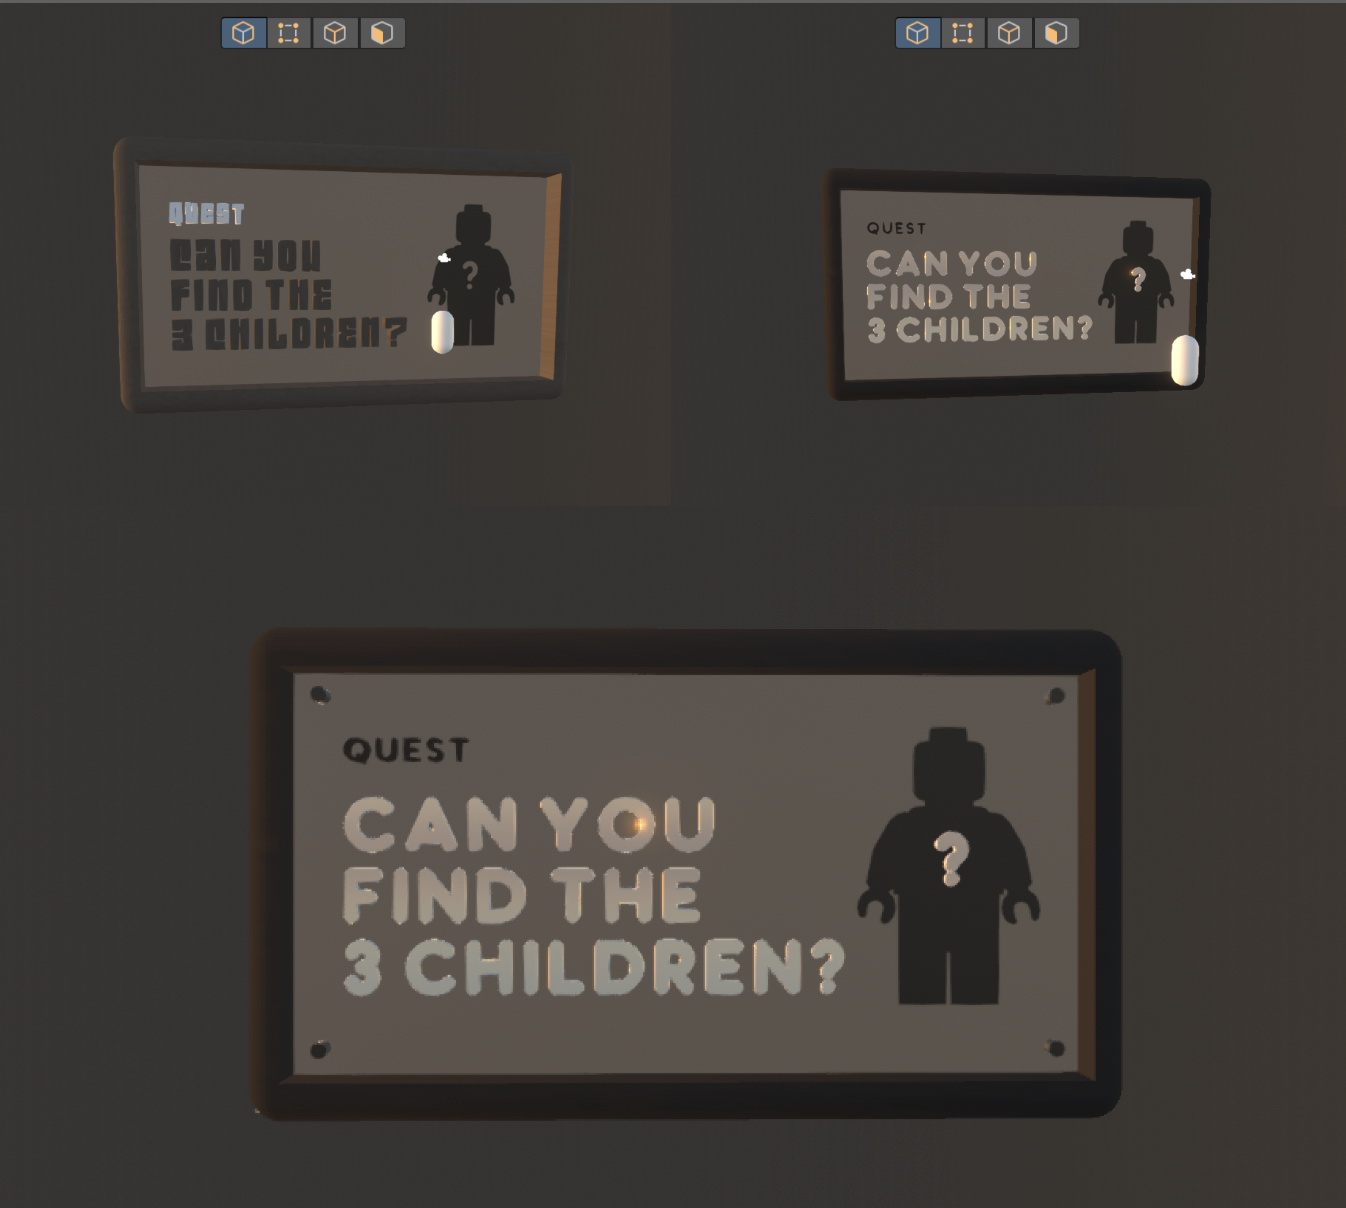 QUEST
CAN YOU
FIND THE
3 CHILDREN?
?
QUEST
CAN YOU
FIND THE
3 CHILDREN?
?
QUEST
CAN YOU
FIND THE
3 CHILDREN?
?